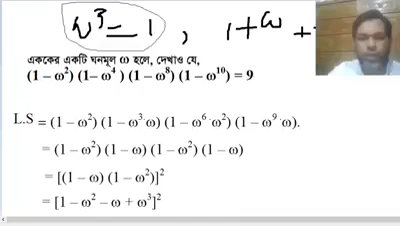 ω³ = 1 , 1 + ω +
এককের একটি ঘনমূল ω হলে, দেখাও যে,
(1 – ω²) (1– ω⁴ ) (1 – ω⁸) (1 – ω¹⁰) = 9
L.S = (1 – ω²) (1 – ω³·ω) (1 – ω⁶·ω²) (1 – ω⁹·ω).
= (1 – ω²) (1 – ω) (1 – ω²) (1 – ω)
= [(1 – ω) (1 – ω²)]²
= [1 – ω² – ω + ω³]²